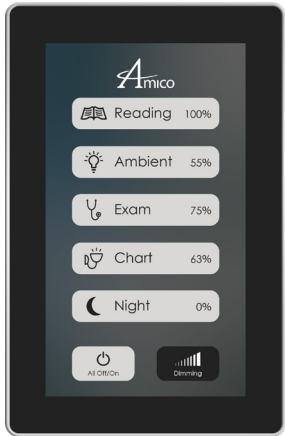 Amico
Reading 100%
Ambient 55%
Exam 75%
Chart 63%
Night 0%
All Off/On
Dimming